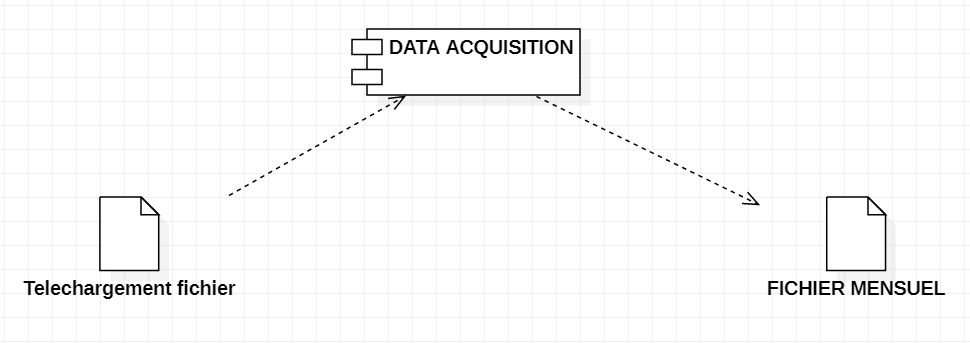 DATA ACQUISITION
Telechargement fichier
FICHIER MENSUEL